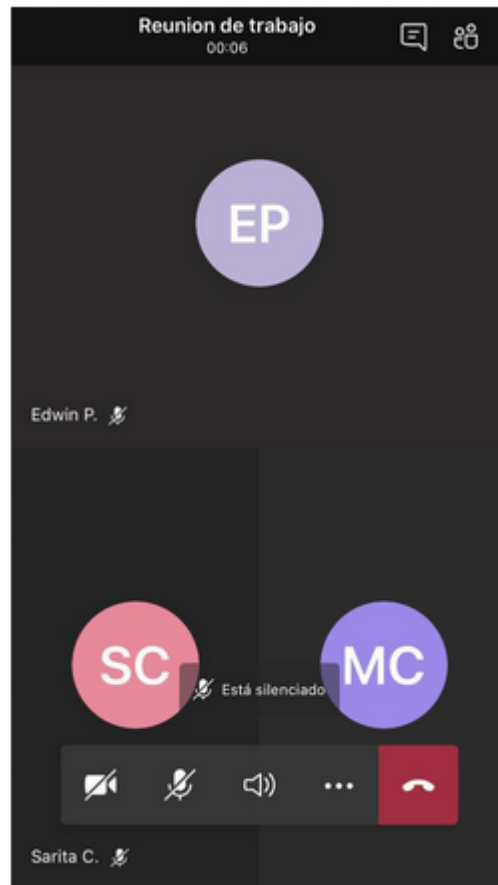 Reunion de trabajo
00:06
EP
Edwin P.
SC
MC
Está silenciado
Sarita C.